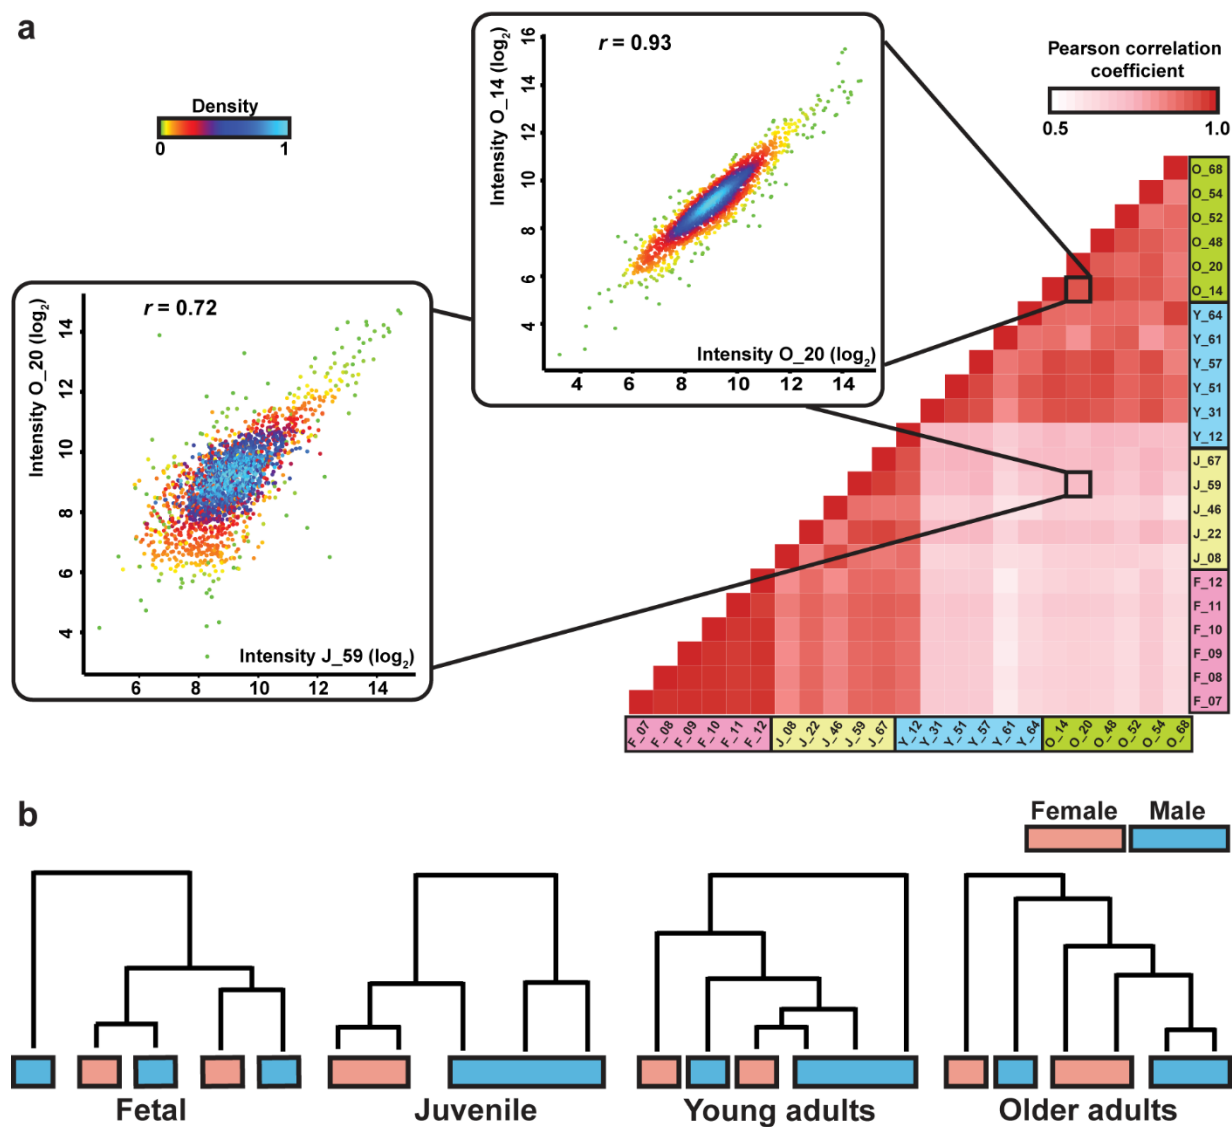 a
Density
0 1
r = 0.93
Intensity O_14 (log2)
16
14
12
10
8
6
4
Intensity O_20 (log2)
4 6 8 10 12 14
Pearson correlation
coefficient
0.5 1.0
r = 0.72
Intensity O_20 (log2)
14
12
10
8
6
4
Intensity J_59 (log2)
6 8 10 12 14
O_68
O_54
O_52
O_48
O_20
O_14
Y_64
Y_61
Y_57
Y_51
Y_31
Y_12
J_67
J_59
J_46
J_22
J_08
F_12
F_11
F_10
F_09
F_08
F_07
F_07 F_08 F_09 F_10 F_11 F_12 J_08 J_22 J_46 J_59 J_67 Y_12 Y_31 Y_51 Y_57 Y_61 Y_64 O_14 O_20 O_48 O_52 O_54 O_68
b
Female Male
Fetal Juvenile Young adults Older adults